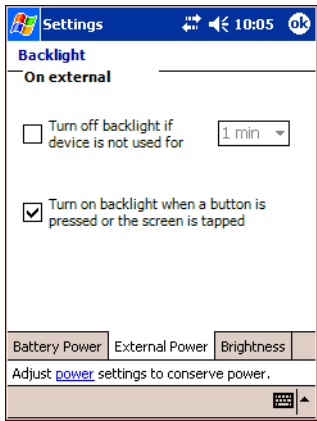 Settings 10:05 ok
Backlight
On external
Turn off backlight if
device is not used for
1 min
Turn on backlight when a button is
pressed or the screen is tapped
Battery Power External Power Brightness
Adjust power settings to conserve power.